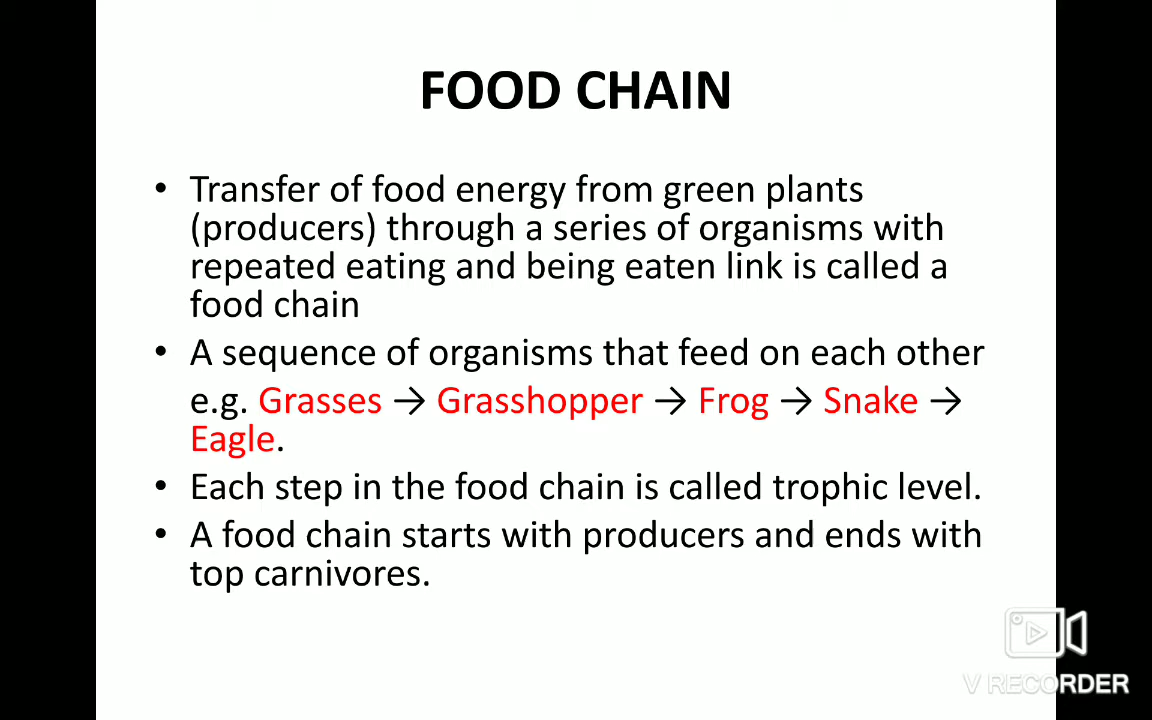 FOOD CHAIN
• Transfer of food energy from green plants
(producers) through a series of organisms with
repeated eating and being eaten link is called a
food chain
• A sequence of organisms that feed on each other
e.g. Grasses → Grasshopper → Frog → Snake →
Eagle.
• Each step in the food chain is called trophic level.
• A food chain starts with producers and ends with
top carnivores.
V RECORDER